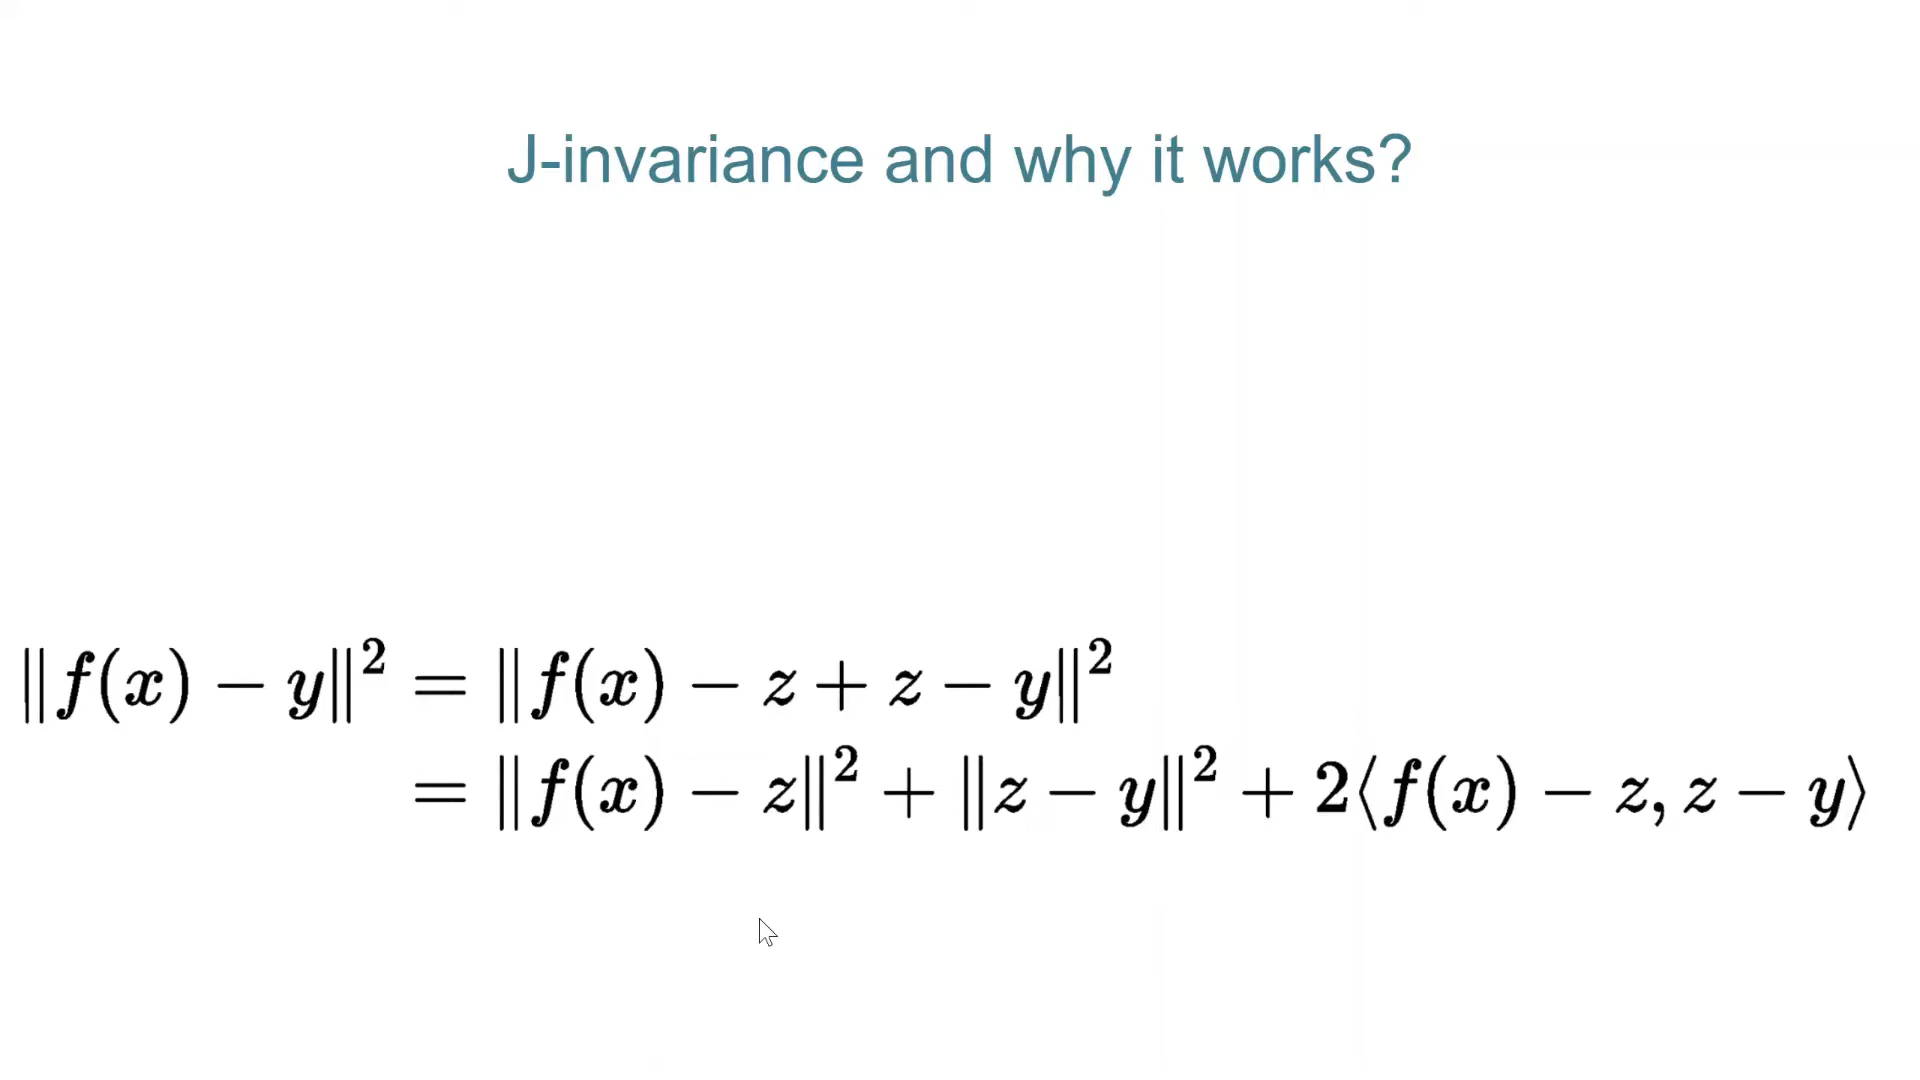 J-invariance and why it works?
‖f(x) − y‖² = ‖f(x) − z + z − y‖²
= ‖f(x) − z‖² + ‖z − y‖² + 2⟨f(x) − z, z − y⟩